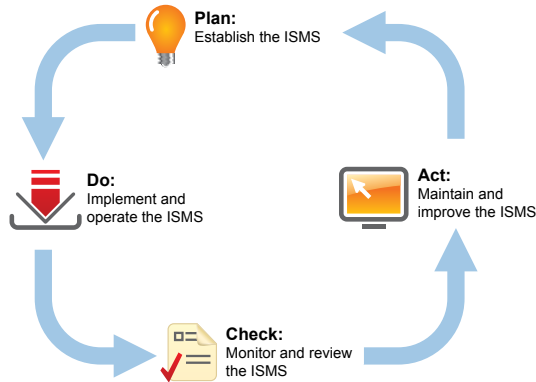 Plan:
Establish the ISMS
Do:
Implement and
operate the ISMS
Check:
Monitor and review
the ISMS
Act:
Maintain and
improve the ISMS